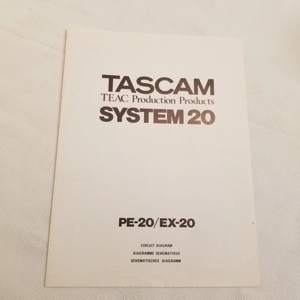 TASCAM
TEAC Production Products
SYSTEM 20
PE-20/EX-20
CIRCUIT DIAGRAM
DIAGRAMME SCHEMATIQUE
SCHEMATISCHES DIAGRAMM